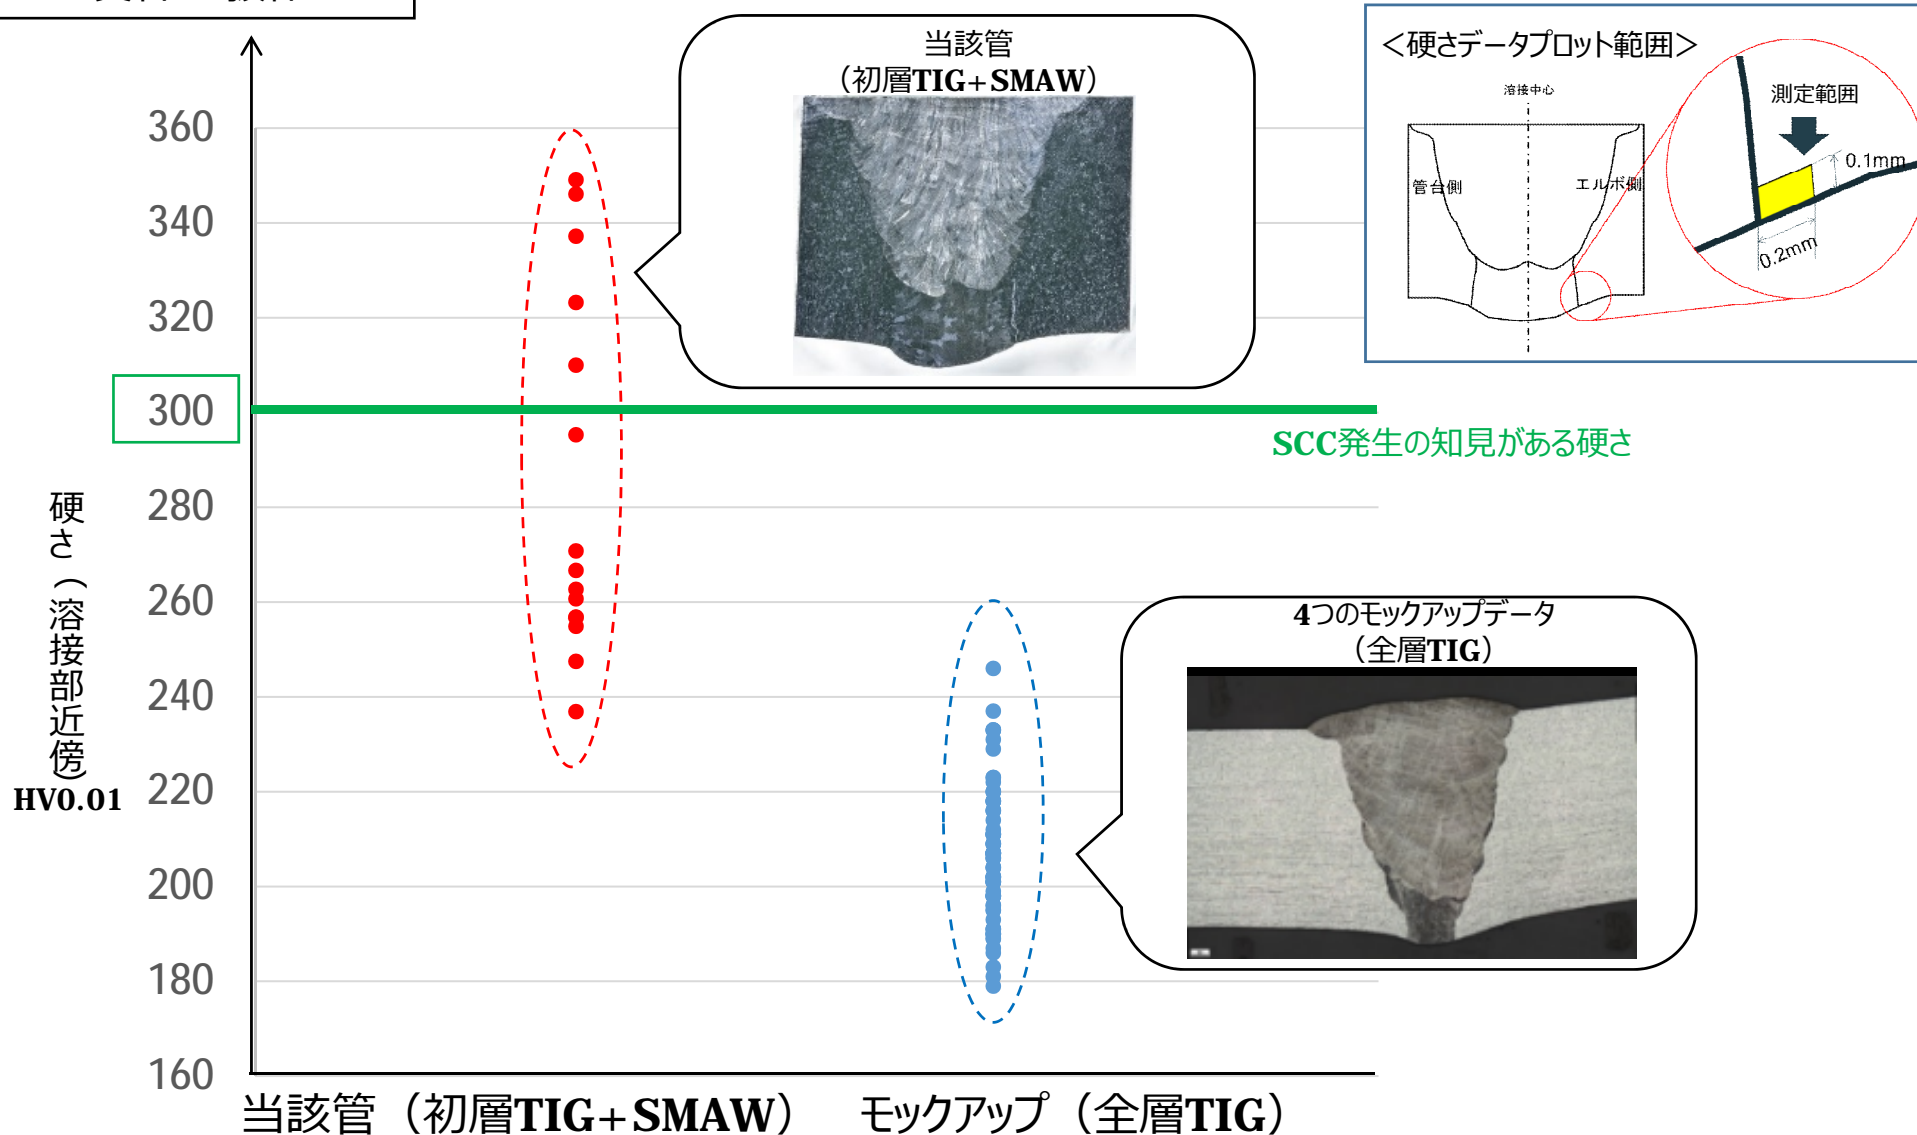 当該管
（初層TIG+SMAW）
＜硬さデータプロット範囲＞
溶接中心
測定範囲
0.1mm
管台側
エルボ側
0.2mm
360
340
320
300
280
260
240
220
200
180
160
SCC発生の知見がある硬さ
硬さ（溶接部近傍）
HV0.01
4つのモックアップデータ
（全層TIG）
当該管（初層TIG+SMAW）
モックアップ（全層TIG）